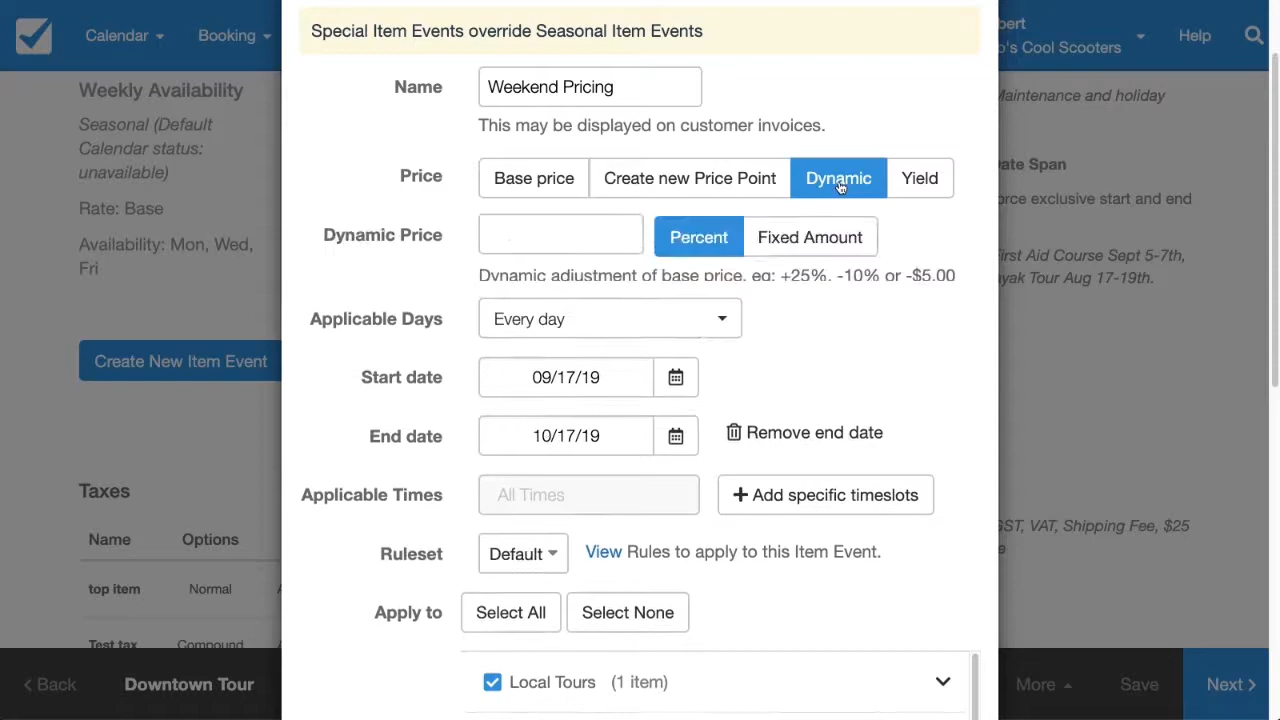 Calendar
Booking
bert
o's Cool Scooters
Help
Special Item Events override Seasonal Item Events
Weekly Availability
Seasonal (Default
Calendar status:
unavailable)
Rate: Base
Availability: Mon, Wed,
Fri
Create New Item Event
Name
Weekend Pricing
This may be displayed on customer invoices.
Price
Base price
Create new Price Point
Dynamic
Yield
Dynamic Price
Percent
Fixed Amount
Dynamic adjustment of base price. eg: +25%. -10% or -$5.00
Applicable Days
Every day
Start date
09/17/19
End date
10/17/19
Remove end date
Applicable Times
All Times
Add specific timeslots
Ruleset
Default
View Rules to apply to this Item Event.
Apply to
Select All
Select None
Local Tours (1 item)
Maintenance and holiday
ate Span
orce exclusive start and end
irst Aid Course Sept 5-7th,
yak Tour Aug 17-19th.
GST, VAT, Shipping Fee, $25
e
Taxes
Name
Options
top item
Normal
Test tax
Compound
Back
Downtown Tour
More
Save
Next